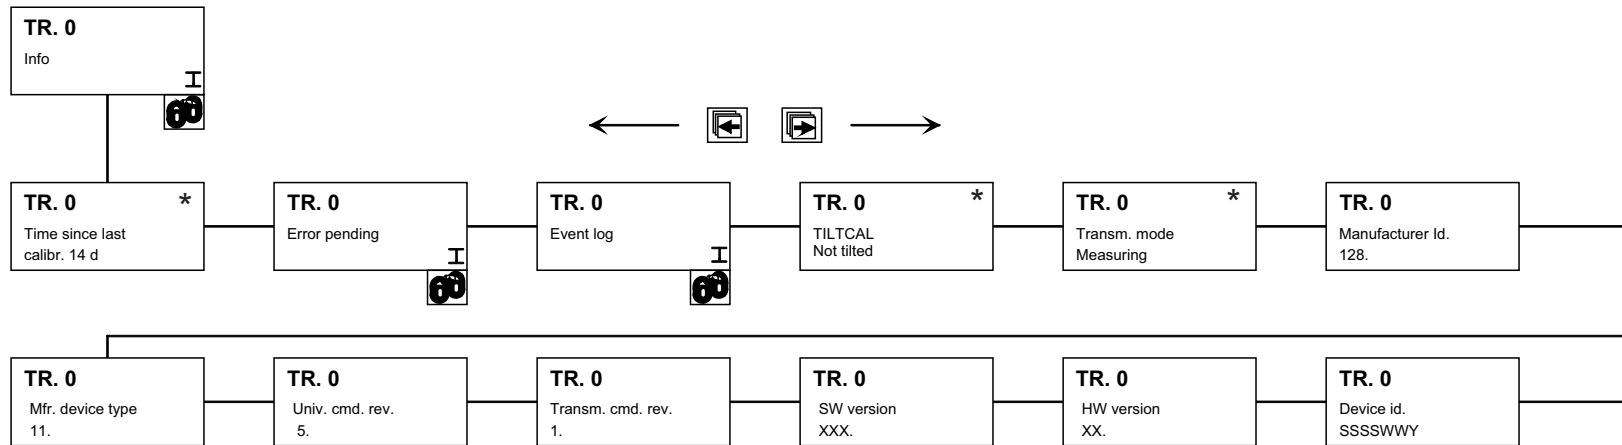 TR. 0
Info
TR. 0 *
Time since last
calibr. 14 d
TR. 0
Error pending
TR. 0
Event log
TR. 0 *
TILTCAL
Not tilted
TR. 0 *
Transm. mode
Measuring
TR. 0
Manufacturer Id.
128.
TR. 0
Mfr. device type
11.
TR. 0
Univ. cmd. rev.
5.
TR. 0
Transm. cmd. rev.
1.
TR. 0
SW version
XXX.
TR. 0
HW version
XX.
TR. 0
Device id.
SSSSWWY